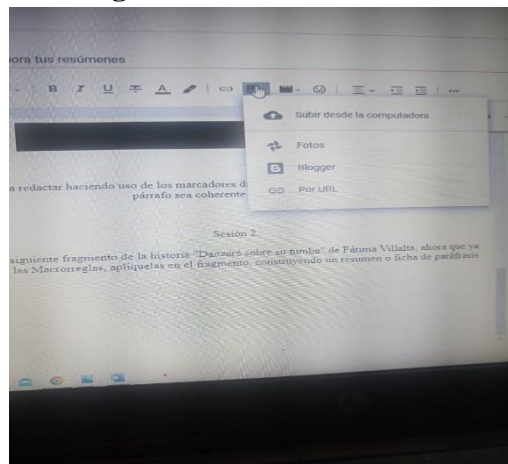 ora tus resúmenes
B I U A
Subir desde la computadora
Fotos
Blogger
Por URL
a redactar haciendo uso de los marcadores d
párrafo sea coherente
Sesión 2.
siguiente fragmento de la historia "Danzaré sobre su tumba" de Fátima Villalta, ahora que ya
las Macrorreglas, aplíquelas en el fragmento, construyendo un resumen o ficha de paráfrasis